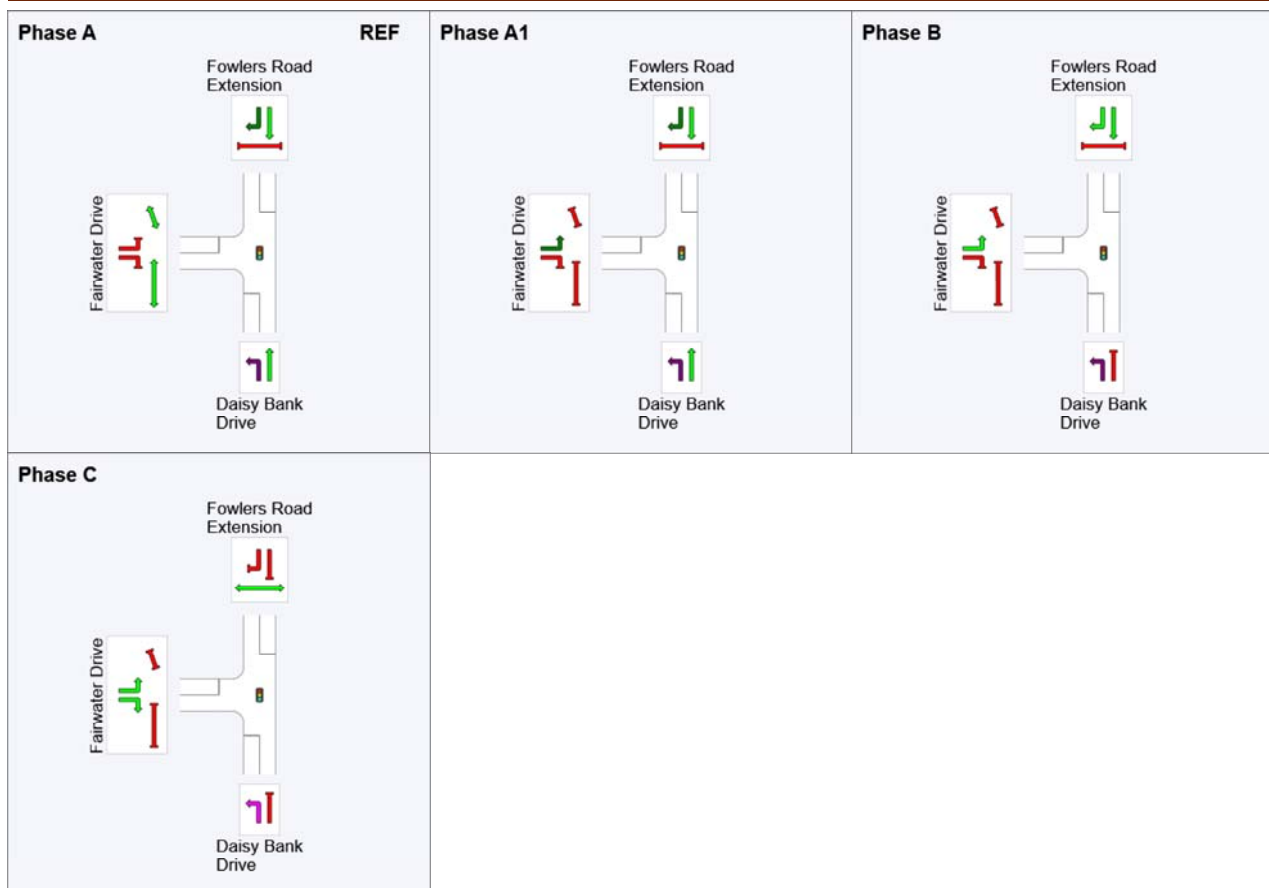 Phase A
REF
Fowlers Road
Extension
Fairwater Drive
Daisy Bank
Drive
Phase A1
Fowlers Road
Extension
Fairwater Drive
Daisy Bank
Drive
Phase B
Fowlers Road
Extension
Fairwater Drive
Daisy Bank
Drive
Phase C
Fowlers Road
Extension
Fairwater Drive
Daisy Bank
Drive